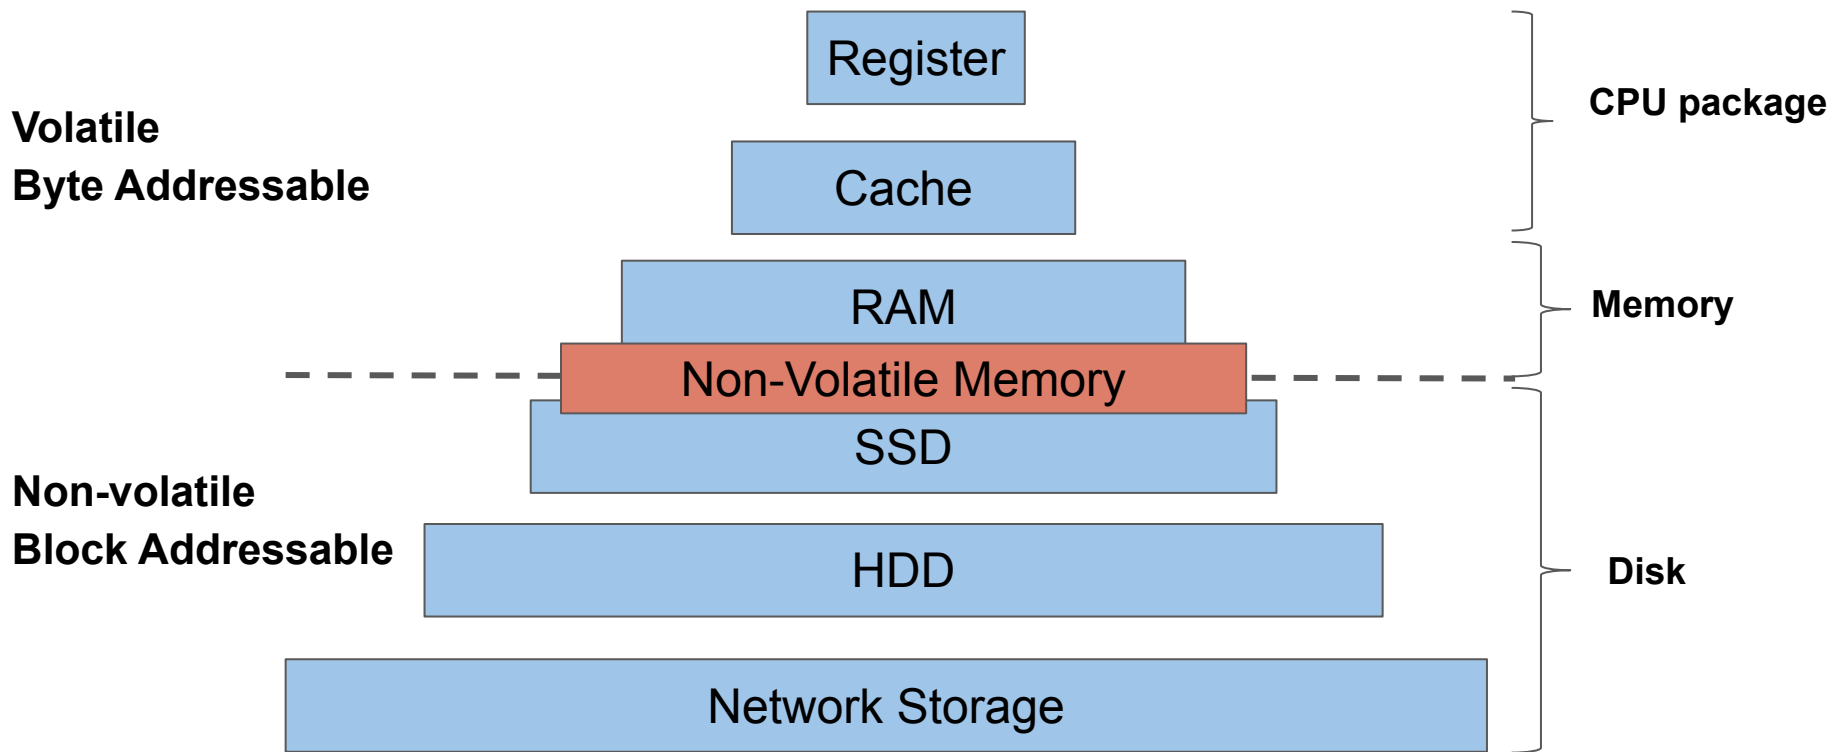 Register
CPU package
Volatile
Byte Addressable
Cache
RAM
Memory
Non-Volatile Memory
SSD
Non-volatile
Block Addressable
HDD
Disk
Network Storage